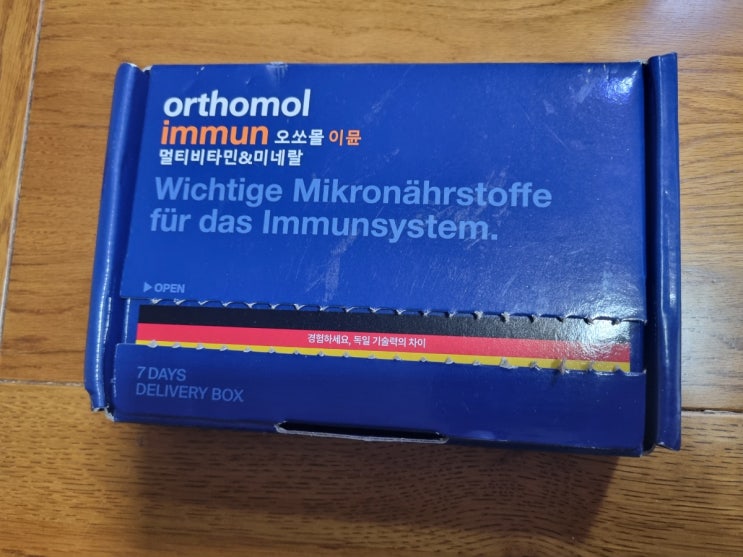 orthomol
immun 오쏘몰 이뮨
멀티비타민&미네랄
Wichtige Mikronährstoffe
für das Immunsystem.
▶ OPEN
경험하세요, 독일 기술력의 차이
7 DAYS
DELIVERY BOX